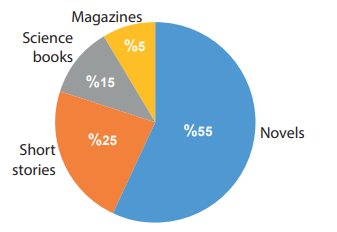 Magazines
Science
books
%5
%15
%55
Novels
%25
Short
stories